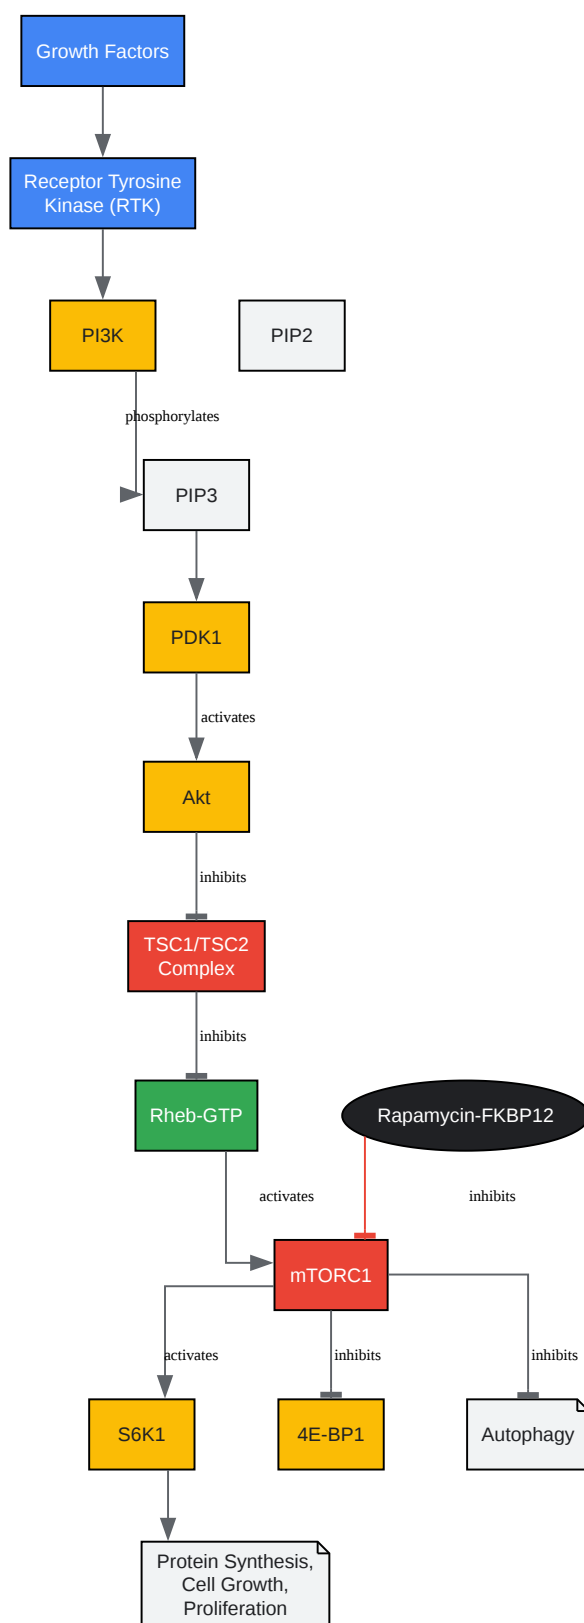 Growth Factors
Receptor Tyrosine
Kinase (RTK)
PI3K
PIP2
phosphorylates
PIP3
PDK1
activates
Akt
inhibits
TSC1/TSC2
Complex
inhibits
Rheb-GTP
Rapamycin-FKBP12
activates
inhibits
mTORC1
activates
inhibits
inhibits
S6K1
4E-BP1
Autophagy
Protein Synthesis,
Cell Growth,
Proliferation